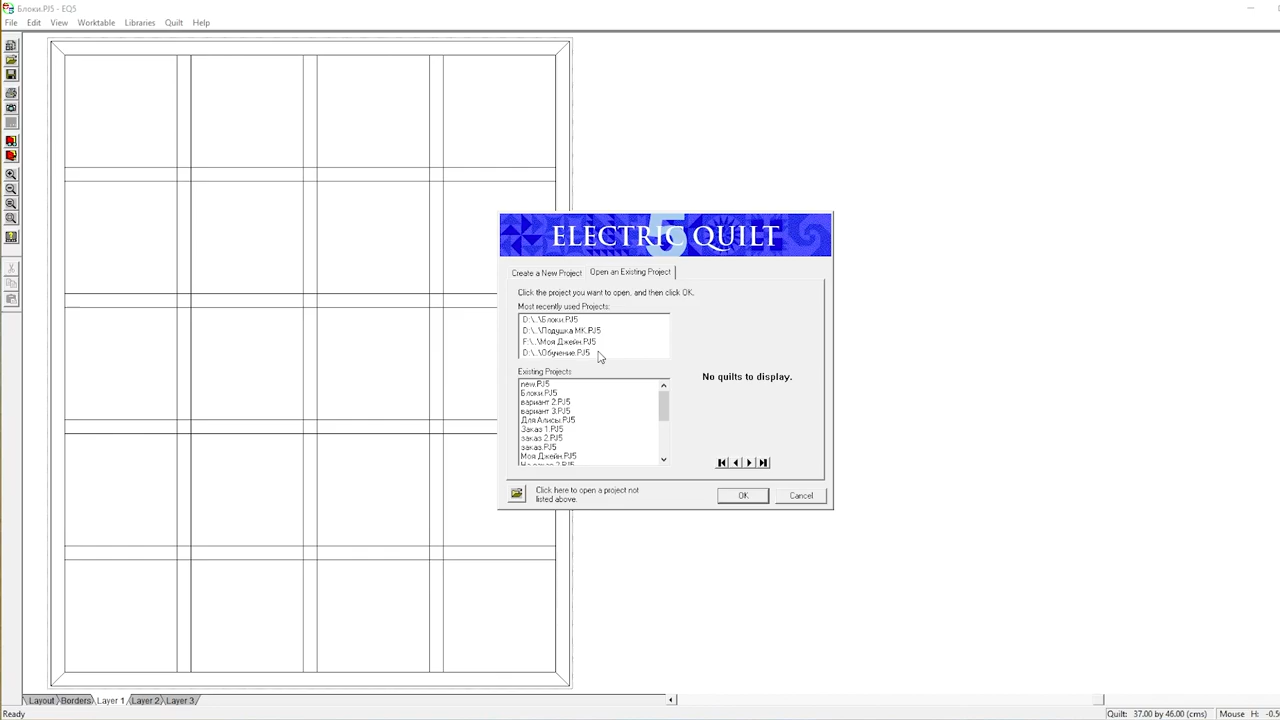 Блоки.PJ5 - EQ5
File Edit View Worktable Libraries Quilt Help
ELECTRIC QUILT
5
Create a New Project Open an Existing Project
Click the project you want to open, and then click OK.
Most recently used Projects:
D:\..\Блоки.PJ5
D:\..\Подушка МК.PJ5
F:\..\Моя Джейн.PJ5
D:\..\Обучение.PJ5
Existing Projects
new.PJ5
Блоки.PJ5
вариант 2.PJ5
вариант 3.PJ5
Для Алисы.PJ5
Заказ 1.PJ5
заказ 2.PJ5
заказ.PJ5
Моя Джейн.PJ5
На заказ 2.PJ5
No quilts to display.
Click here to open a project not
listed above.
OK Cancel
Layout Borders Layer 1 Layer 2 Layer 3
Ready Quilt: 37.00 by 46.00 (cms) Mouse H: